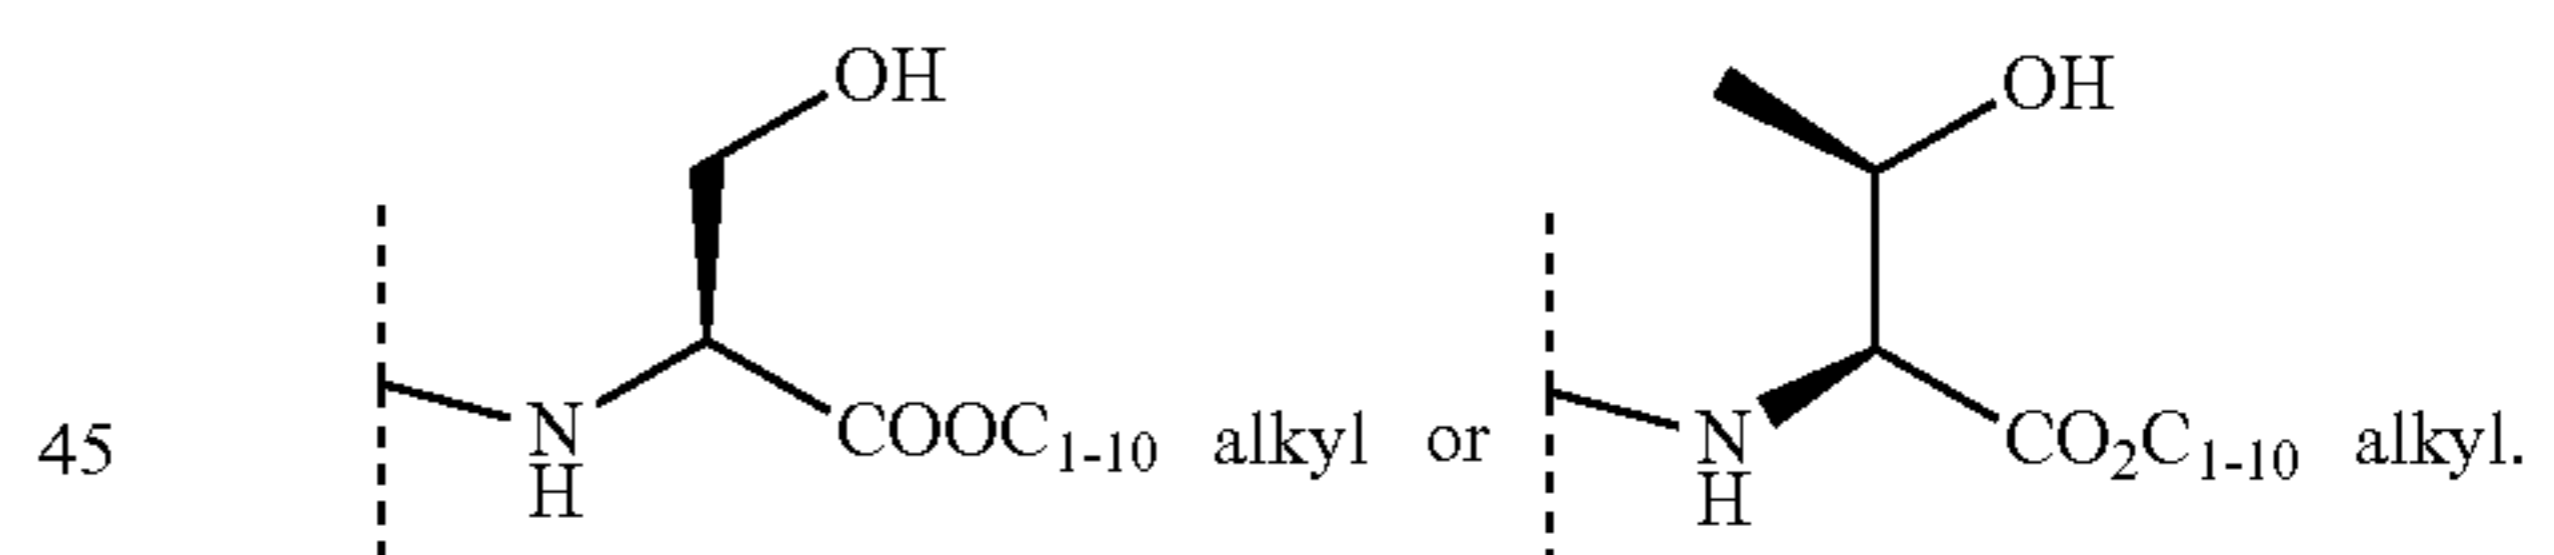 OH OH
45 N H COOC1-10 alkyl or N H CO2C1-10 alkyl.